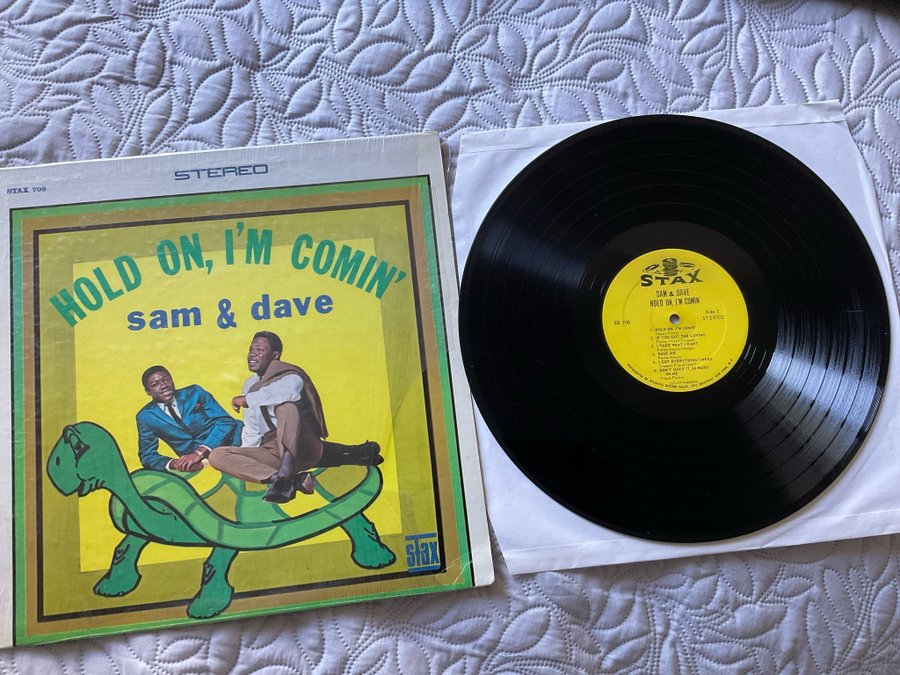 STEREO
STAX 708
HOLD ON, I'M COMIN'
sam & dave
stax
STAX
SAM & DAVE
HOLD ON, I'M COMIN'
SD 708
Side 1
STEREO
1. HOLD ON, I'M COMIN'
2. IF YOU GOT THE LOVING
3. I TAKE WHAT I WANT
4. EASE ME
5. I GOT EVERYTHING I NEED
6. DON'T MAKE IT SO HARD
ON ME